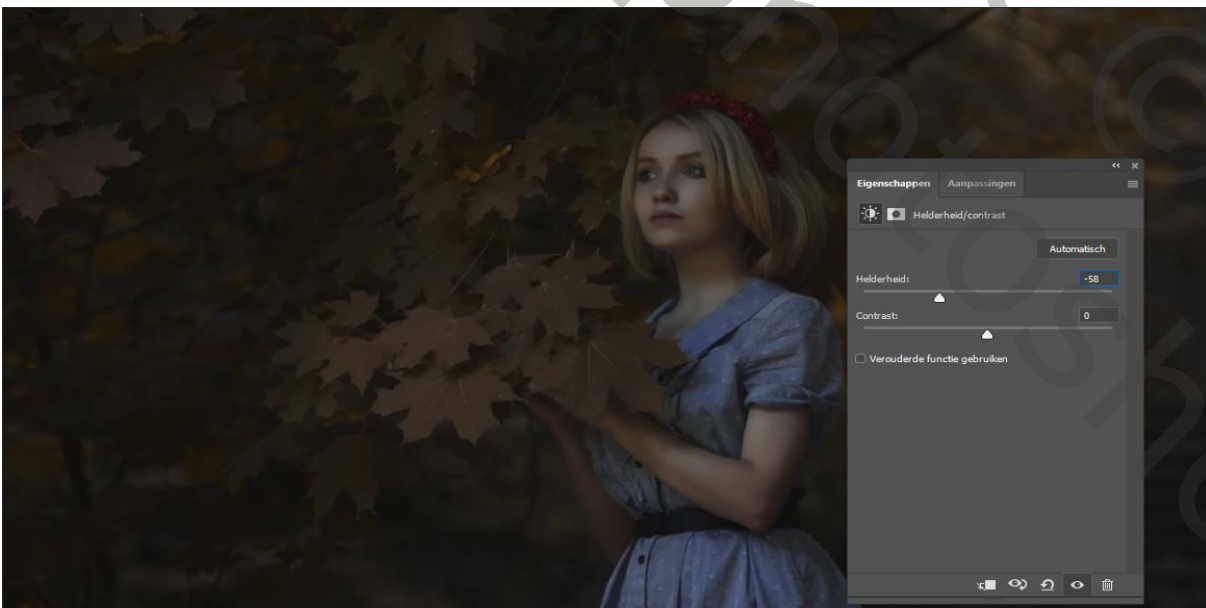 Eigenschappen Aanpassingen
Helderheid/contrast
Automatisch
Helderheid: -58
Contrast: 0
Verouderde functie gebruiken